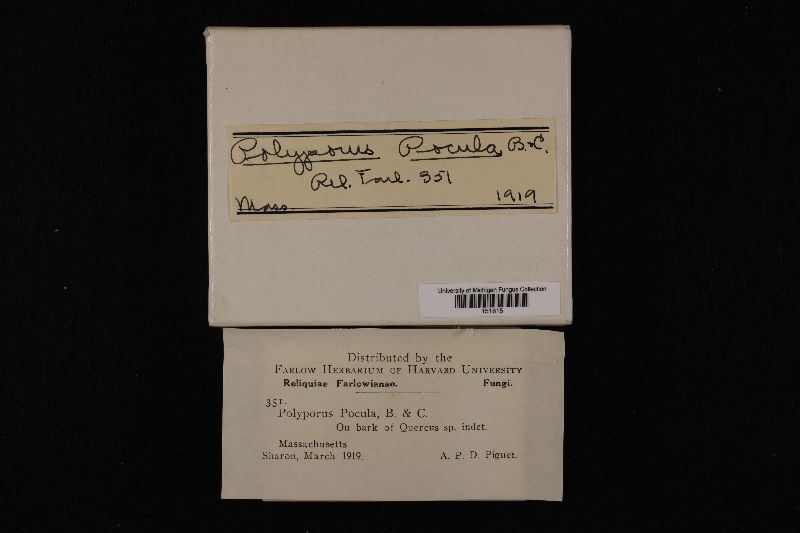 Polyporus Pocula, B. & C.
Rel. Farl. 351
Mass. 1919
University of Michigan Fungus Collection
151615
Distributed by the
Farlow Herbarium of Harvard University
Reliquiae Farlowianae. Fungi.
351.
Polyporus Pocula, B. & C.
On bark of Quercus sp. indet.
Massachusetts
Sharon, March 1919. A. P. D. Piguet.